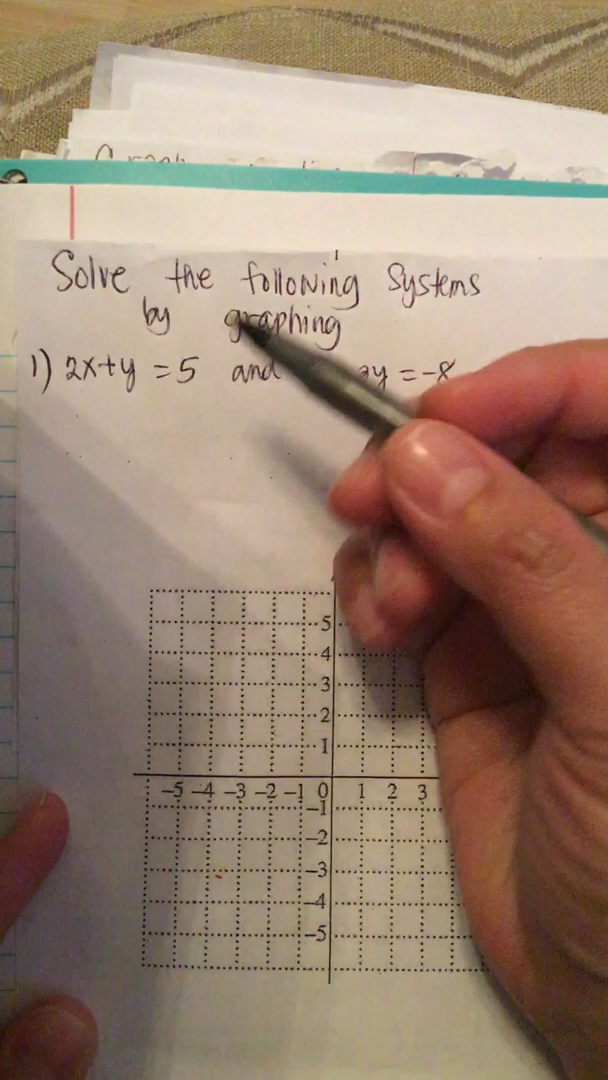 Solve the following Systems
by graphing
1) 2x+y = 5 and y = -8
5
4
3
2
1
-5 -4 -3 -2 -1 0 1 2 3
-1
-2
-3
-4
-5